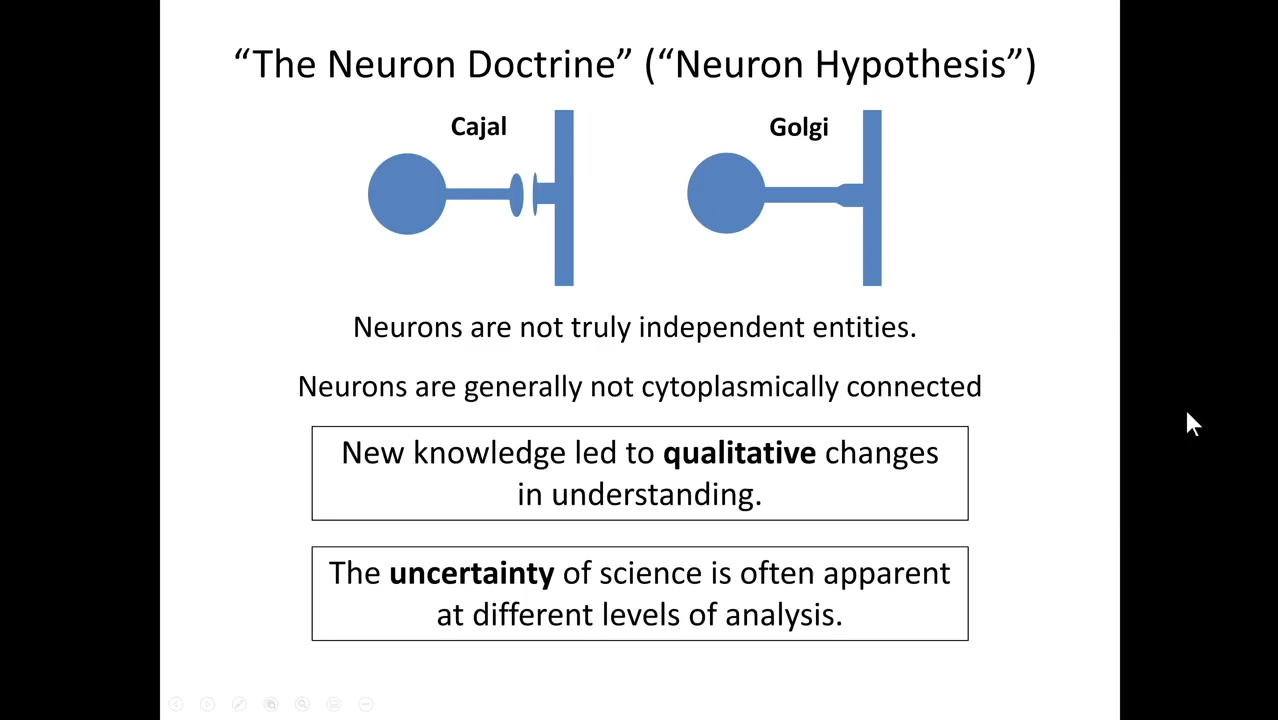 “The Neuron Doctrine” (“Neuron Hypothesis”)
Cajal
Golgi
Neurons are not truly independent entities.
Neurons are generally not cytoplasmically connected
New knowledge led to qualitative changes
in understanding.
The uncertainty of science is often apparent
at different levels of analysis.